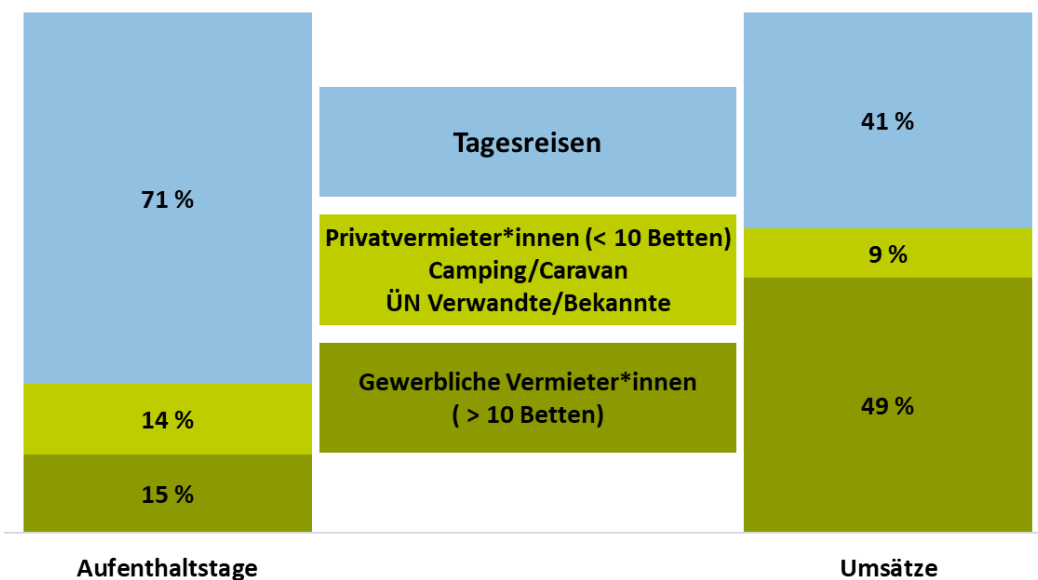 71 %
14 %
15 %
Aufenthaltstage
Tagesreisen
Privatvermieter*innen (< 10 Betten)
Camping/Caravan
ÜN Verwandte/Bekannte
Gewerbliche Vermieter*innen
( > 10 Betten)
41 %
9 %
49 %
Umsätze